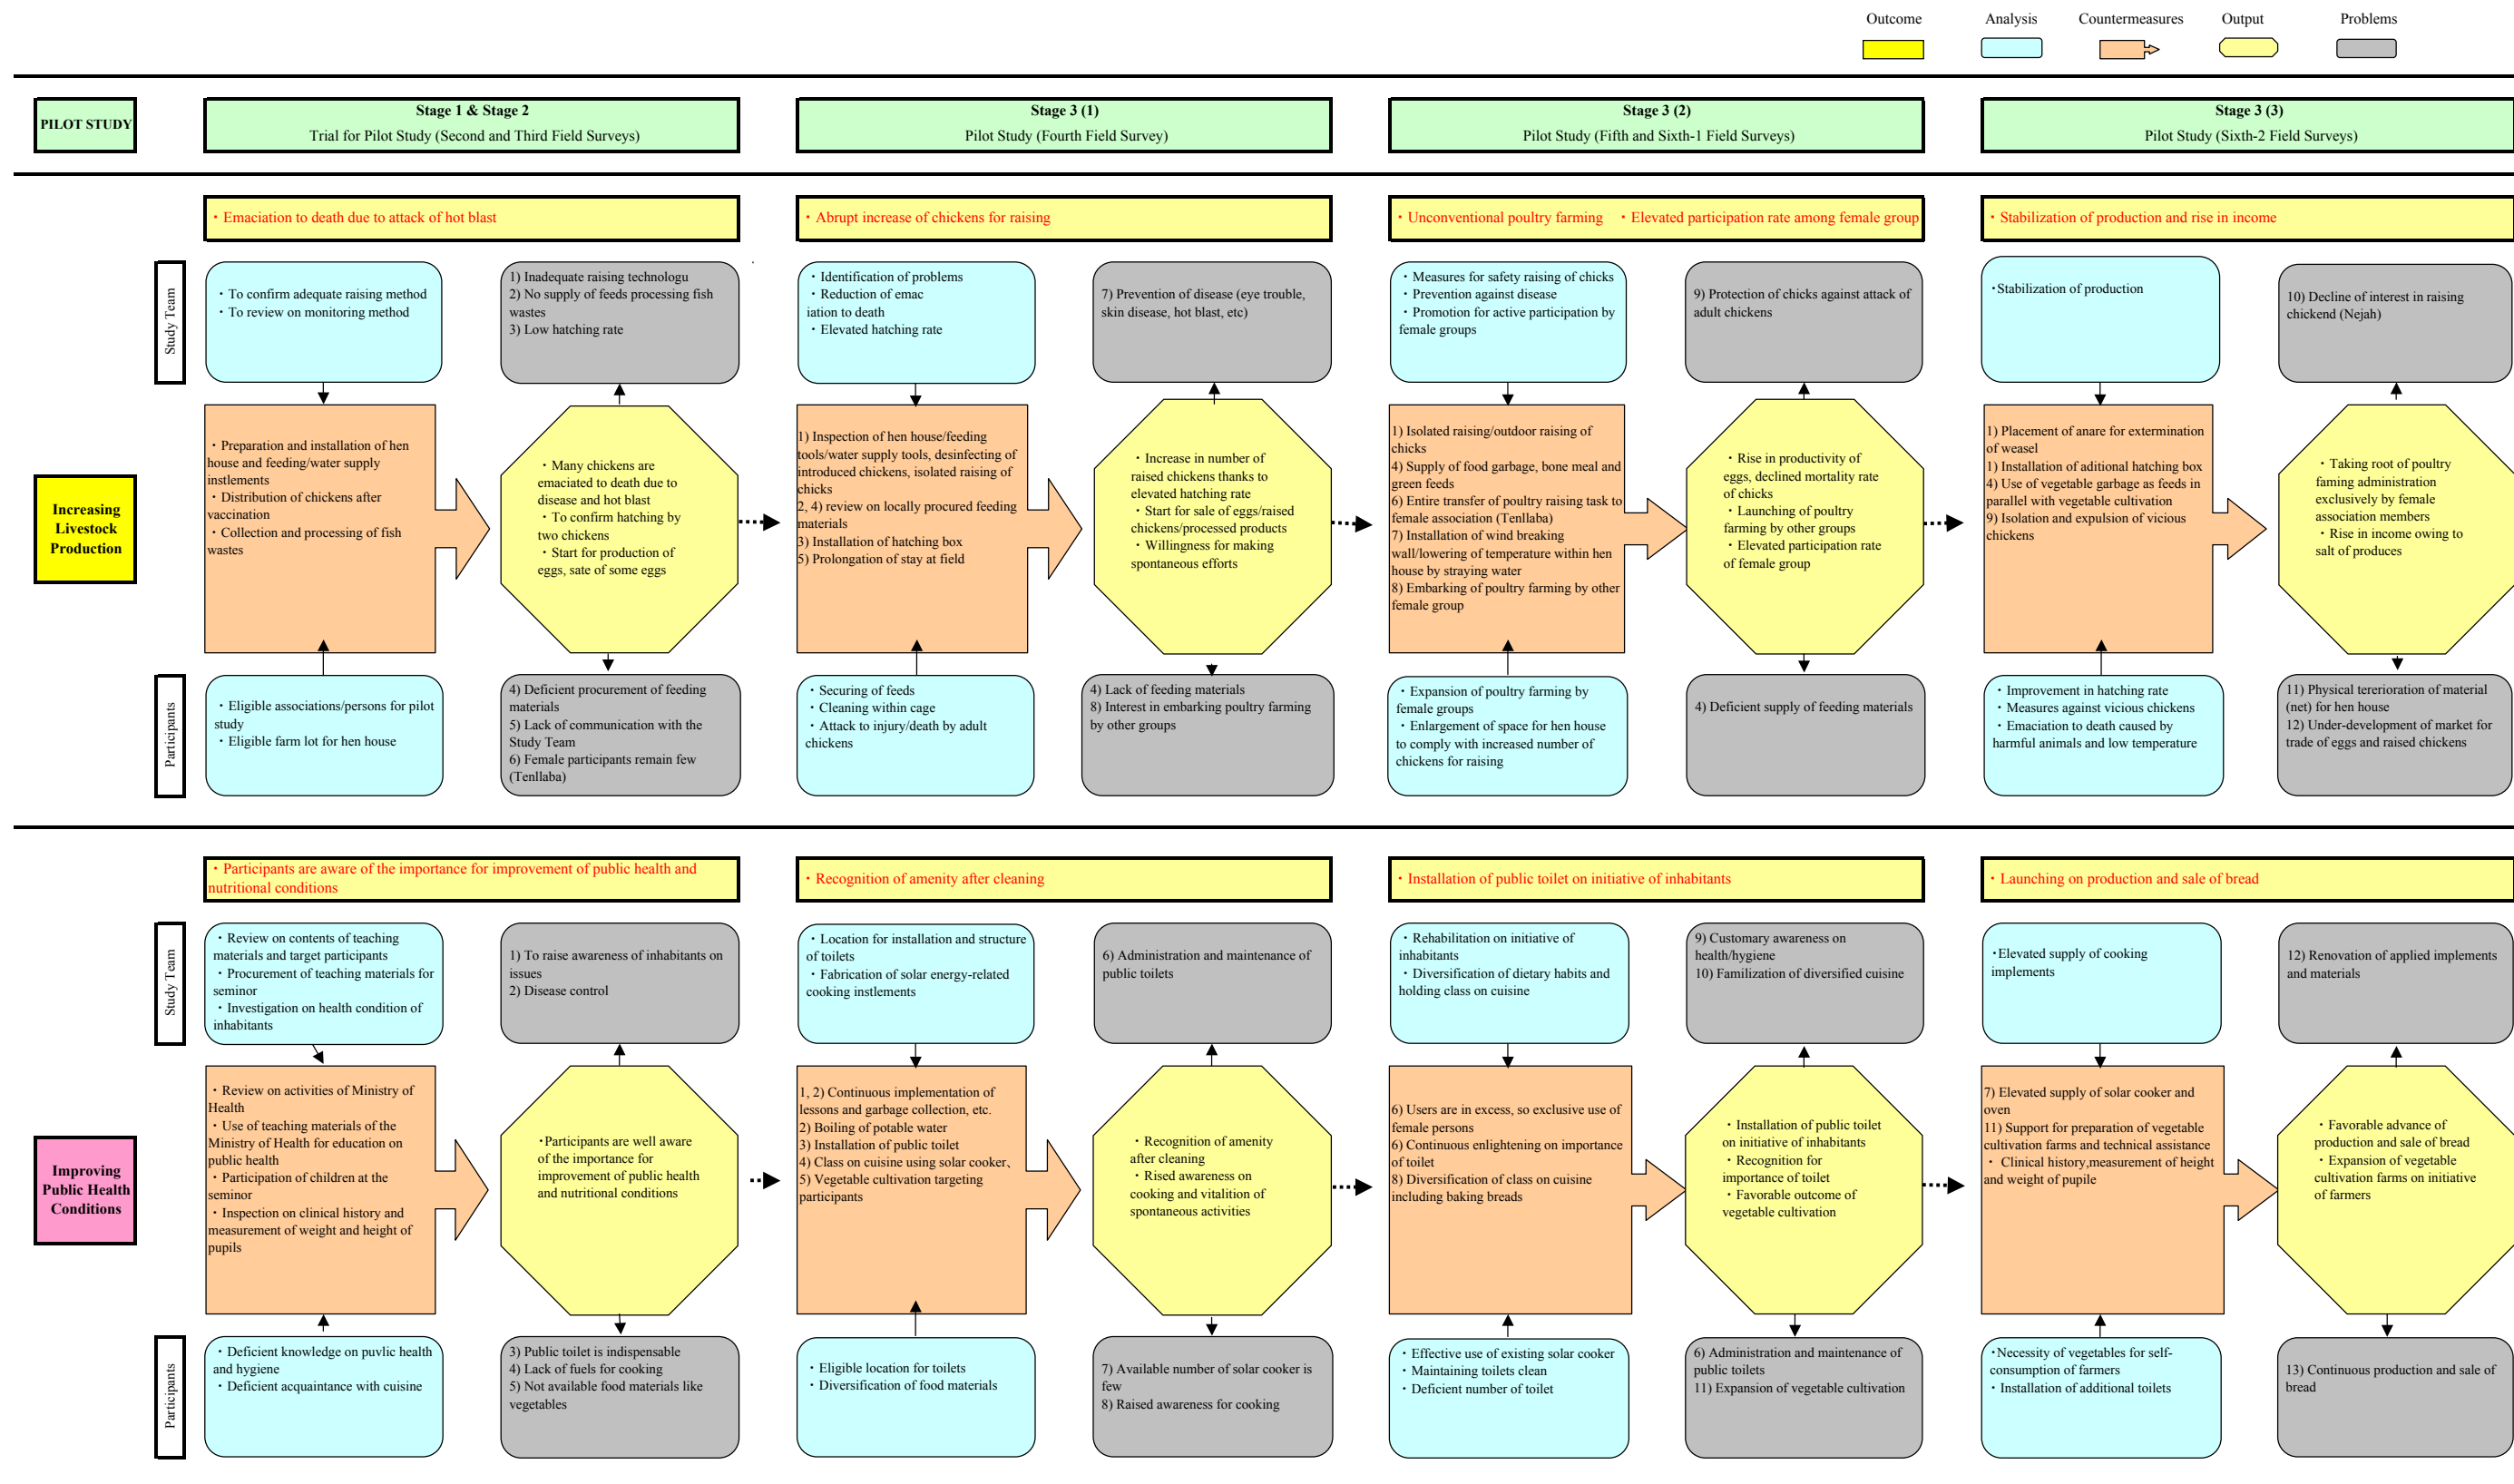 Outcome Analysis Countermeasures Output Problems
PILOT STUDY
Stage 1 & Stage 2
Trial for Pilot Study (Second and Third Field Surveys)
Stage 3 (1)
Pilot Study (Fourth Field Survey)
Stage 3 (2)
Pilot Study (Fifth and Sixth-1 Field Surveys)
Stage 3 (3)
Pilot Study (Sixth-2 Field Surveys)
・Emaciation to death due to attack of hot blast
・Abrupt increase of chickens for raising
・Unconventional poultry farming ・Elevated participation rate among female group
・Stabilization of production and rise in income
Study Team
・To confirm adequate raising method
・To review on monitoring method
1) Inadequate raising technologu
2) No supply of feeds processing fish
wastes
3) Low hatching rate
・Identification of problems
・Reduction of emac
iation to death
・Elevated hatching rate
7) Prevention of disease (eye trouble,
skin disease, hot blast, etc)
・Measures for safety raising of chicks
・Prevention against disease
・Promotion for active participation by
female groups
9) Protection of chicks against attack of
adult chickens
・Stabilization of production
10) Decline of interest in raising
chickend (Nejah)
Increasing
Livestock
Production
・Preparation and installation of hen
house and feeding/water supply
instlements
・Distribution of chickens after
vaccination
・Collection and processing of fish
wastes
・Many chickens are
emaciated to death due to
disease and hot blast
・To confirm hatching by
two chickens
・Start for production of
eggs, sate of some eggs
1) Inspection of hen house/feeding
tools/water supply tools, desinfecting of
introduced chickens, isolated raising of
chicks
2, 4) review on locally procured feeding
materials
3) Installation of hatching box
5) Prolongation of stay at field
・Increase in number of
raised chickens thanks to
elevated hatching rate
・Start for sale of eggs/raised
chickens/processed products
・Willingness for making
spontaneous efforts
1) Isolated raising/outdoor raising of
chicks
4) Supply of food garbage, bone meal and
green feeds
6) Entire transfer of poultry raising task to
female association (Tenllaba)
7) Installation of wind breaking
wall/lowering of temperature within hen
house by straying water
8) Embarking of poultry farming by other
female group
・Rise in productivity of
eggs, declined mortality rate
of chicks
・Launching of poultry
farming by other groups
・Elevated participation rate
of female group
1) Placement of anare for extermination
of weasel
1) Installation of aditional hatching box
4) Use of vegetable garbage as feeds in
parallel with vegetable cultivation
9) Isolation and expulsion of vicious
chickens
・Taking root of poultry
faming administration
exclusively by female
association members
・Rise in income owing to
salt of produces
Participants
・Eligible associations/persons for pilot
study
・Eligible farm lot for hen house
4) Deficient procurement of feeding
materials
5) Lack of communication with the
Study Team
6) Female participants remain few
(Tenllaba)
・Securing of feeds
・Cleaning within cage
・Attack to injury/death by adult
chickens
4) Lack of feeding materials
8) Interest in embarking poultry farming
by other groups
・Expansion of poultry farming by
female groups
・Enlargement of space for hen house
to comply with increased number of
chickens for raising
4) Deficient supply of feeding materials
・Improvement in hatching rate
・Measures against vicious chickens
・Emaciation to death caused by
harmful animals and low temperature
11) Physical tererioration of material
(net) for hen house
12) Under-development of market for
trade of eggs and raised chickens
・Participants are aware of the importance for improvement of public health and
nutritional conditions
・Recognition of amenity after cleaning
・Installation of public toilet on initiative of inhabitants
・Launching on production and sale of bread
Study Team
・Review on contents of teaching
materials and target participants
・Procurement of teaching materials for
seminor
・Investigation on health condition of
inhabitants
1) To raise awareness of inhabitants on
issues
2) Disease control
・Location for installation and structure
of toilets
・Fabrication of solar energy-related
cooking instlements
6) Administration and maintenance of
public toilets
・Rehabilitation on initiative of
inhabitants
・Diversification of dietary habits and
holding class on cuisine
9) Customary awareness on
health/hygiene
10) Familization of diversified cuisine
・Elevated supply of cooking
implements
12) Renovation of applied implements
and materials
Improving
Public Health
Conditions
・Review on activities of Ministry of
Health
・Use of teaching materials of the
Ministry of Health for education on
public health
・Participation of children at the
seminor
・Inspection on clinical history and
measurement of weight and height of
pupils
・Participants are well aware
of the importance for
improvement of public health
and nutritional conditions
1, 2) Continuous implementation of
lessons and garbage collection, etc.
2) Boiling of potable water
3) Installation of public toilet
4) Class on cuisine using solar cooker、
5) Vegetable cultivation targeting
participants
・Recognition of amenity
after cleaning
・Rised awareness on
cooking and vitalition of
spontaneous activities
6) Users are in excess, so exclusive use of
female persons
6) Continuous enlightening on importance
of toilet
8) Diversification of class on cuisine
including baking breads
・Installation of public toilet
on initiative of inhabitants
・Recognition for
importance of toilet
・Favorable outcome of
vegetable cultivation
7) Elevated supply of solar cooker and
oven
11) Support for preparation of vegetable
cultivation farms and technical assistance
・ Clinical history,measurement of height
and weight of pupile
・Favorable advance of
production and sale of bread
・Expansion of vegetable
cultivation farms on initiative
of farmers
Participants
・Deficient knowledge on puvlic health
and hygiene
・Deficient acquaintance with cuisine
3) Public toilet is indispensable
4) Lack of fuels for cooking
5) Not available food materials like
vegetables
・Eligible location for toilets
・Diversification of food materials
7) Available number of solar cooker is
few
8) Raised awareness for cooking
・Effective use of existing solar cooker
・Maintaining toilets clean
・Deficient number of toilet
6) Administration and maintenance of
public toilets
11) Expansion of vegetable cultivation
・Necessity of vegetables for self-
consumption of farmers
・Installation of additional toilets
13) Continuous production and sale of
bread